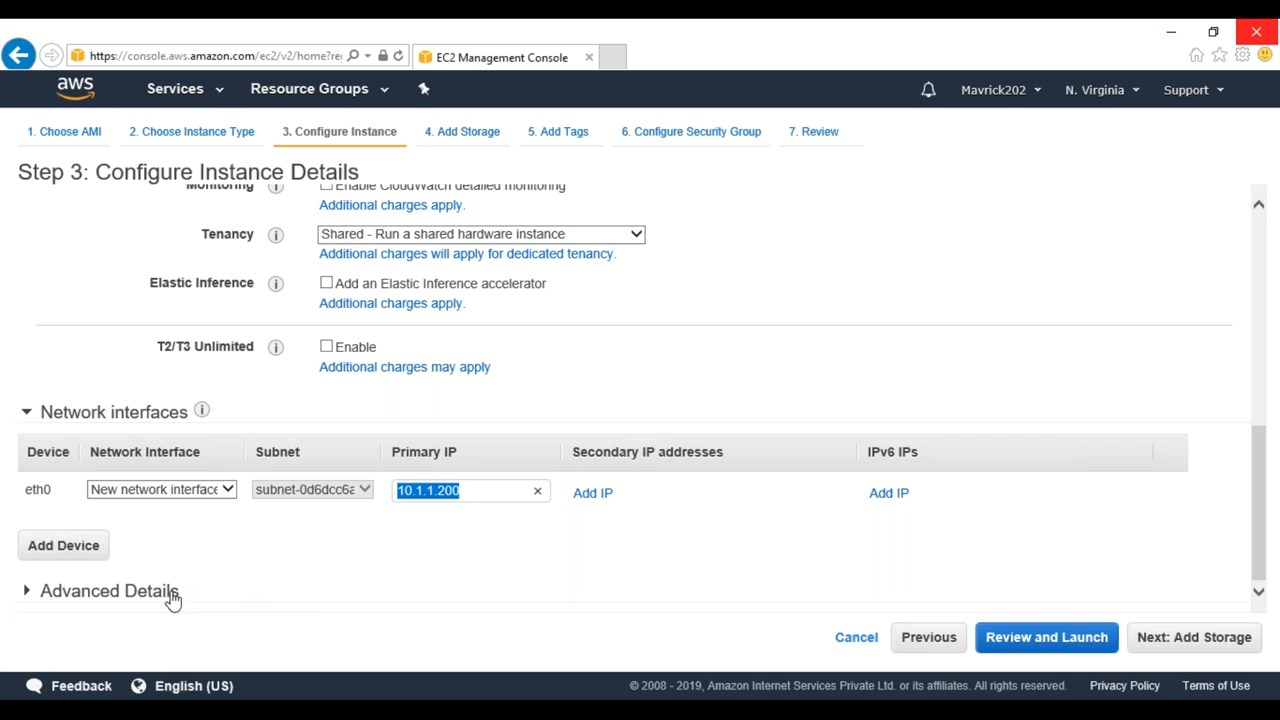 https://console.aws.amazon.com/ec2/v2/home?re
EC2 Management Console
aws
Services
Resource Groups
Mavrick202
N. Virginia
Support
1. Choose AMI
2. Choose Instance Type
3. Configure Instance
4. Add Storage
5. Add Tags
6. Configure Security Group
7. Review
Step 3: Configure Instance Details
Monitoring
Enable CloudWatch detailed monitoring
Additional charges apply.
Tenancy
Shared - Run a shared hardware instance
Additional charges will apply for dedicated tenancy.
Elastic Inference
Add an Elastic Inference accelerator
Additional charges apply.
T2/T3 Unlimited
Enable
Additional charges may apply
Network interfaces
Device
Network Interface
Subnet
Primary IP
Secondary IP addresses
IPv6 IPs
eth0
New network interface
subnet-0d6dcc6a
10.1.1.200
Add IP
Add IP
Add Device
Advanced Details
Cancel
Previous
Review and Launch
Next: Add Storage
Feedback
English (US)
© 2008 - 2019, Amazon Internet Services Private Ltd. or its affiliates. All rights reserved.
Privacy Policy
Terms of Use